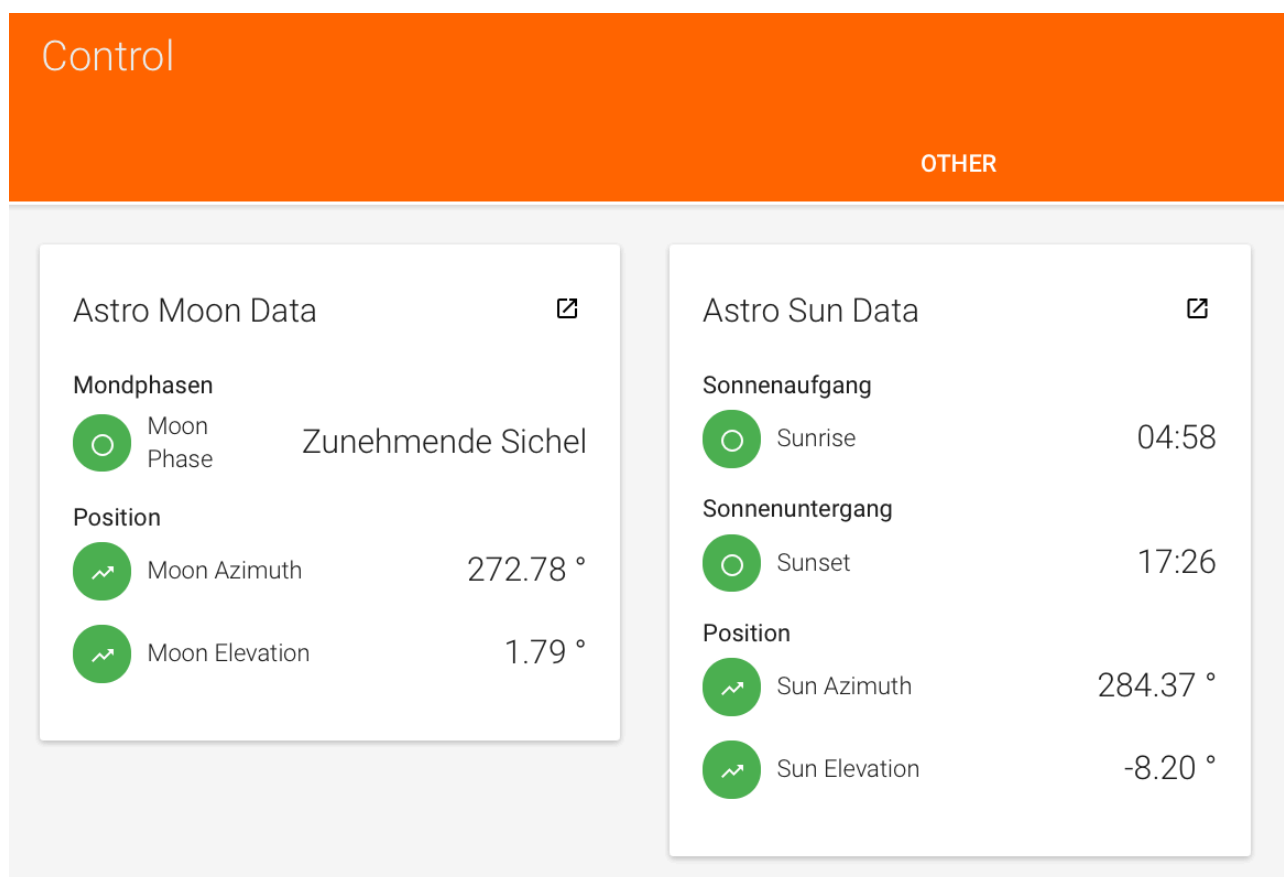 Control
OTHER
Astro Moon Data
Mondphasen
Moon
Phase
Zunehmende Sichel
Position
Moon Azimuth
272.78 °
Moon Elevation
1.79 °
Astro Sun Data
Sonnenaufgang
Sunrise
04:58
Sonnenuntergang
Sunset
17:26
Position
Sun Azimuth
284.37 °
Sun Elevation
-8.20 °